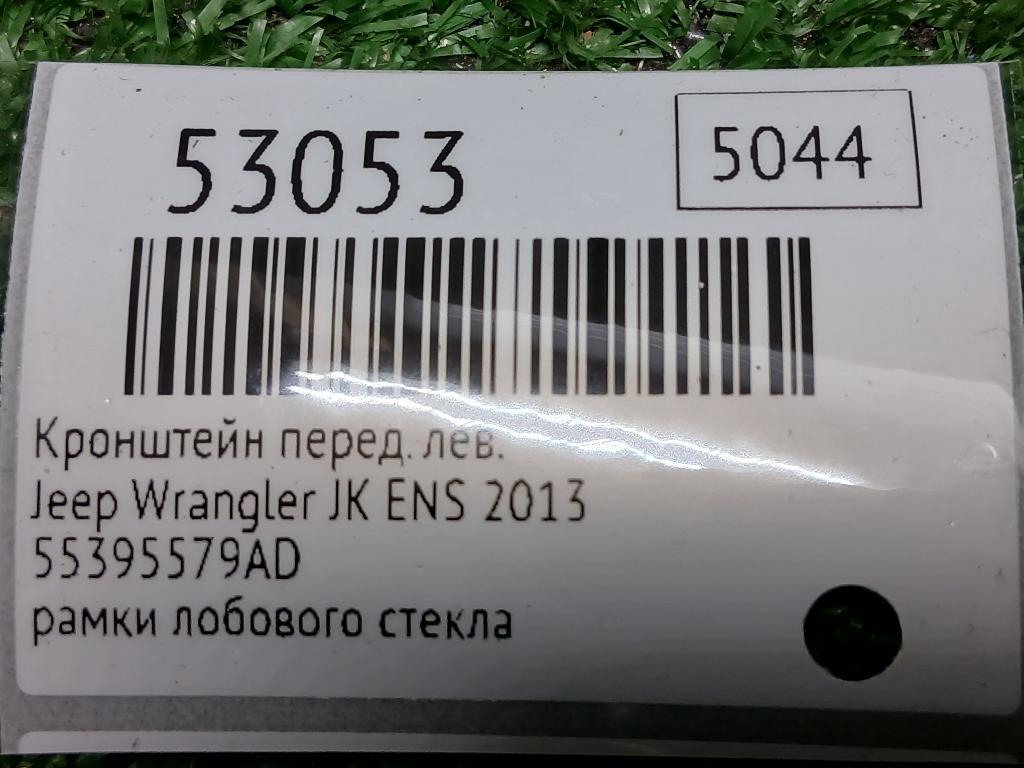 53053
5044
Кронштейн перед. лев.
Jeep Wrangler JK ENS 2013
55395579AD
рамки лобового стекла